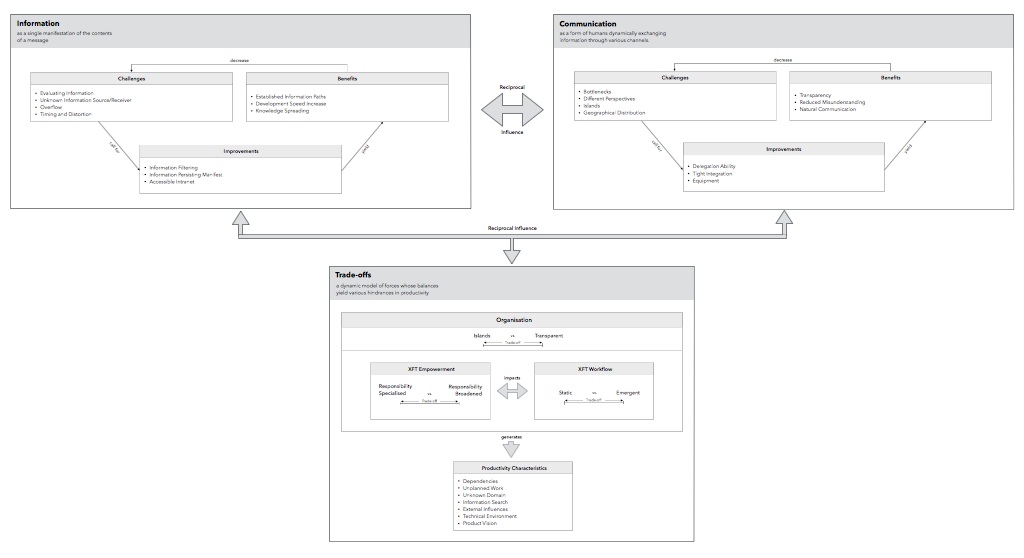 Information
as a single manifestation of the contents
of a message.
decrease
Challenges
• Evaluating Information
• Unknown Information Source/Receiver
• Overflow
• Timing and Distortion
Benefits
• Established Information Paths
• Development Speed Increase
• Knowledge Spreading
call for
yield
Improvements
• Information Filtering
• Information Persisting Manifest
• Accessible Intranet
Reciprocal
Influence
Communication
as a form of humans dynamically exchanging
information through various channels.
decrease
Challenges
• Bottlenecks
• Different Perspectives
• Islands
• Geographical Distribution
Benefits
• Transparency
• Reduced Misunderstanding
• Natural Communication
call for
yield
Improvements
• Delegation Ability
• Tight Integration
• Equipment
Reciprocal Influence
Trade-offs
a dynamic model of forces whose balances
yield various hindrances in productivity
Organisation
Islands vs Transparent
Trade-off
XFT Empowerment
Responsibility Specialised vs Responsibility Broadened
Trade-off
impacts
XFT Workflow
Static vs Emergent
Trade-off
generates
Productivity Characteristics
• Dependencies
• Unplanned Work
• Unknown Domain
• Information Search
• External Influences
• Technical Environment
• Product Vision